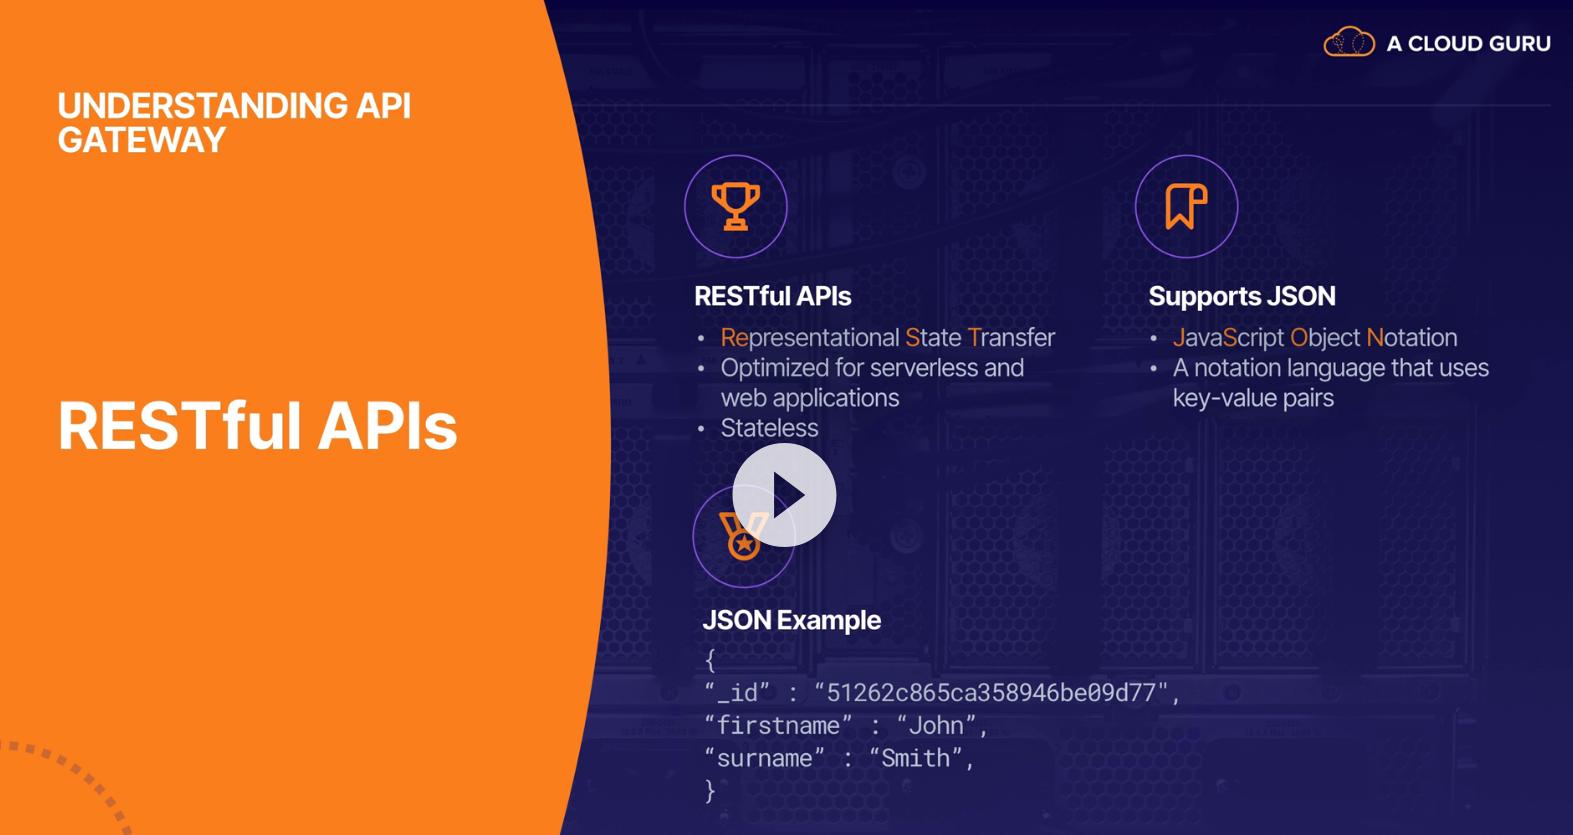 A CLOUD GURU
UNDERSTANDING API
GATEWAY
RESTful APIs
RESTful APIs
• Representational State Transfer
• Optimized for serverless and
web applications
• Stateless
Supports JSON
• JavaScript Object Notation
• A notation language that uses
key-value pairs
JSON Example
{
“_id” : “51262c865ca358946be09d77",
“firstname” : “John”,
“surname” : “Smith”,
}